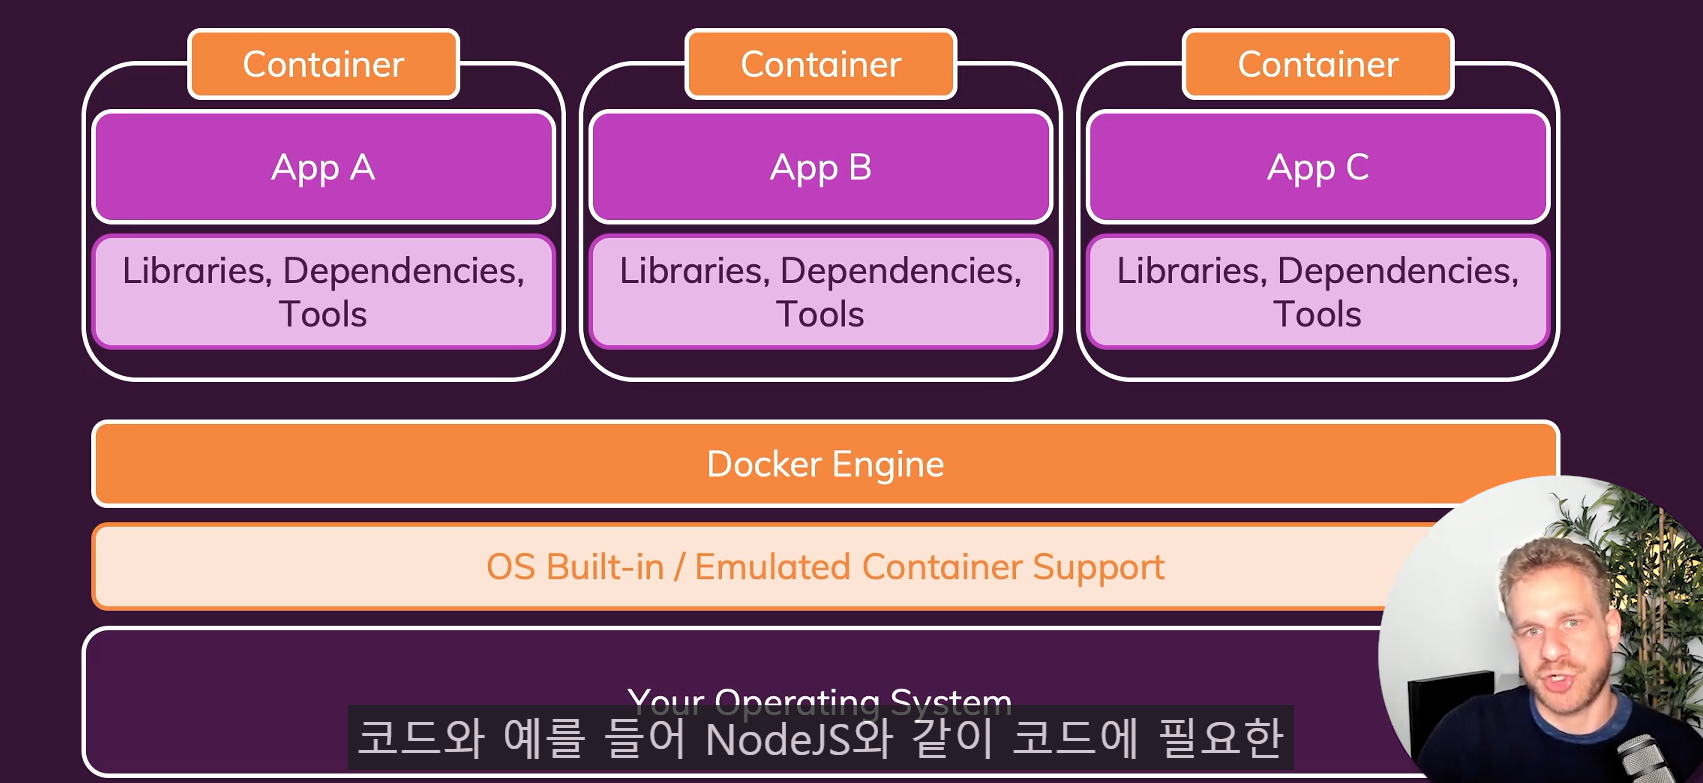 Container
Container
Container
App A
App B
App C
Libraries, Dependencies,
Tools
Libraries, Dependencies,
Tools
Libraries, Dependencies,
Tools
Docker Engine
OS Built-in / Emulated Container Support
Your Operating System
코드와 예를 들어 NodeJS와 같이 코드에 필요한